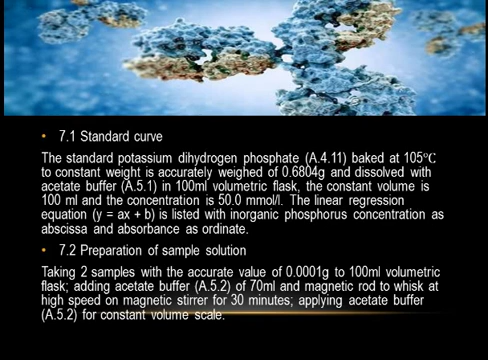 7.1 Standard curve
The standard potassium dihydrogen phosphate (A.4.11) baked at 105°C
to constant weight is accurately weighed of 0.6804g and dissolved with
acetate buffer (A.5.1) in 100ml volumetric flask, the constant volume is
100 ml and the concentration is 50.0 mmol/l. The linear regression
equation (y = ax + b) is listed with inorganic phosphorus concentration as
abscissa and absorbance as ordinate.
7.2 Preparation of sample solution
Taking 2 samples with the accurate value of 0.0001g to 100ml volumetric
flask; adding acetate buffer (A.5.2) of 70ml and magnetic rod to whisk at
high speed on magnetic stirrer for 30 minutes; applying acetate buffer
(A.5.2) for constant volume scale.